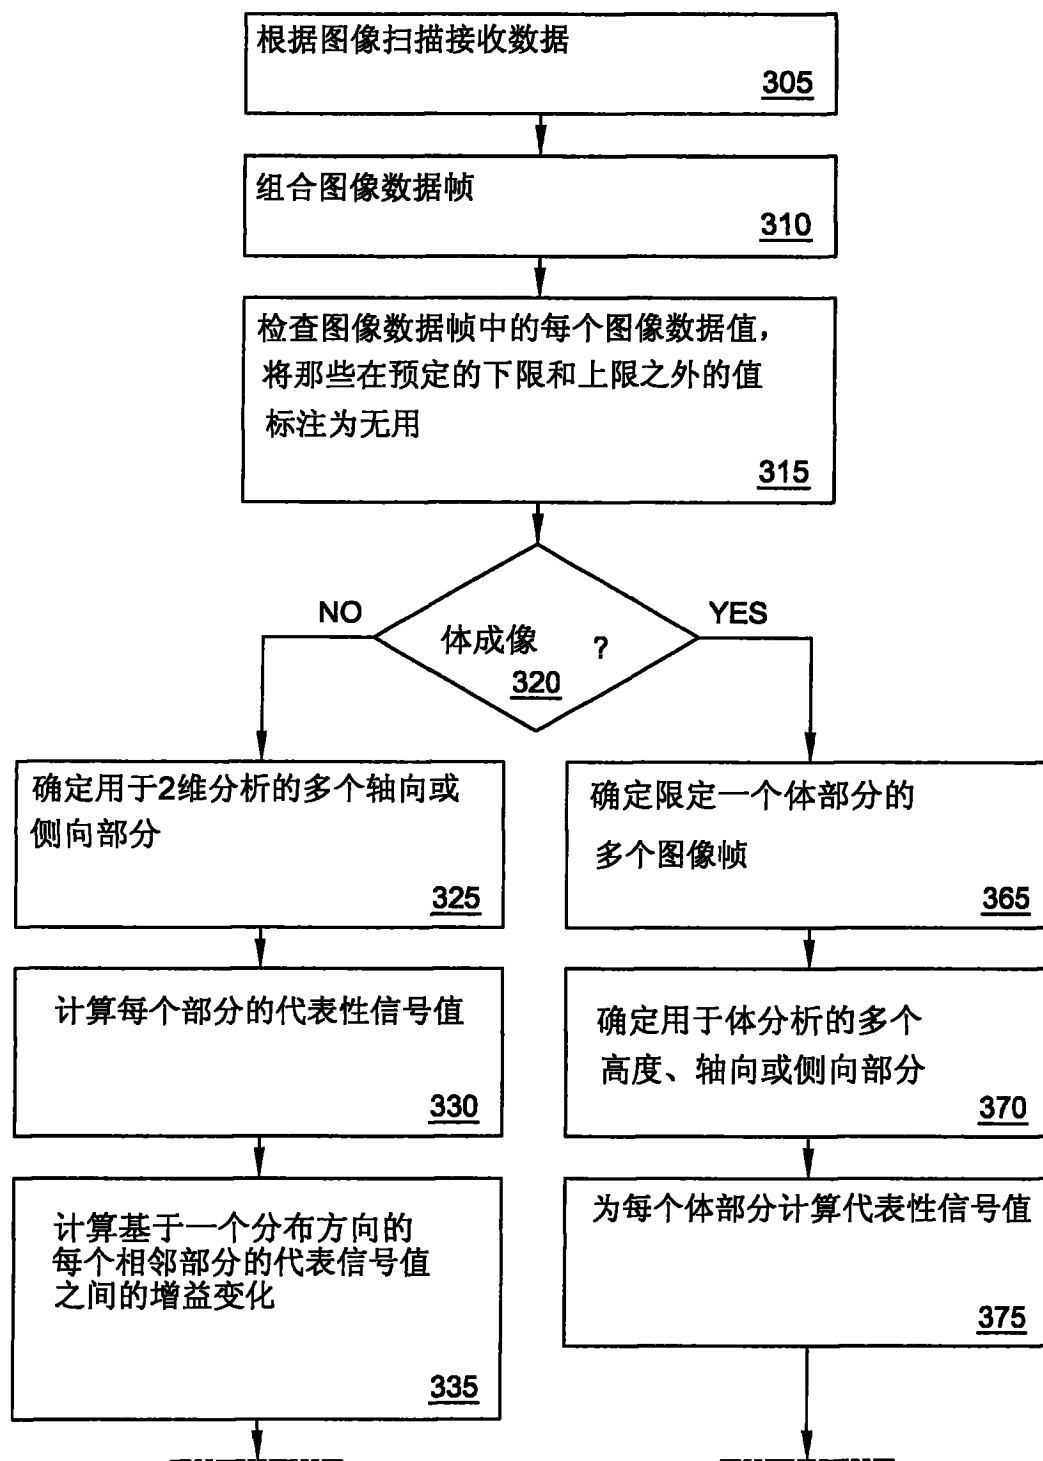 根据图像扫描接收数据
305
组合图像数据帧
310
检查图像数据帧中的每个图像数据值，
将那些在预定的下限和上限之外的值
标注为无用
315
NO
YES
体成像 ?
320
确定用于2维分析的多个轴向或
侧向部分
325
确定限定一个体部分的
多个图像帧
365
计算每个部分的代表性信号值
330
确定用于体分析的多个
高度、轴向或侧向部分
370
计算基于一个分布方向的
每个相邻部分的代表信号值
之间的增益变化
335
为每个体部分计算代表性信号值
375